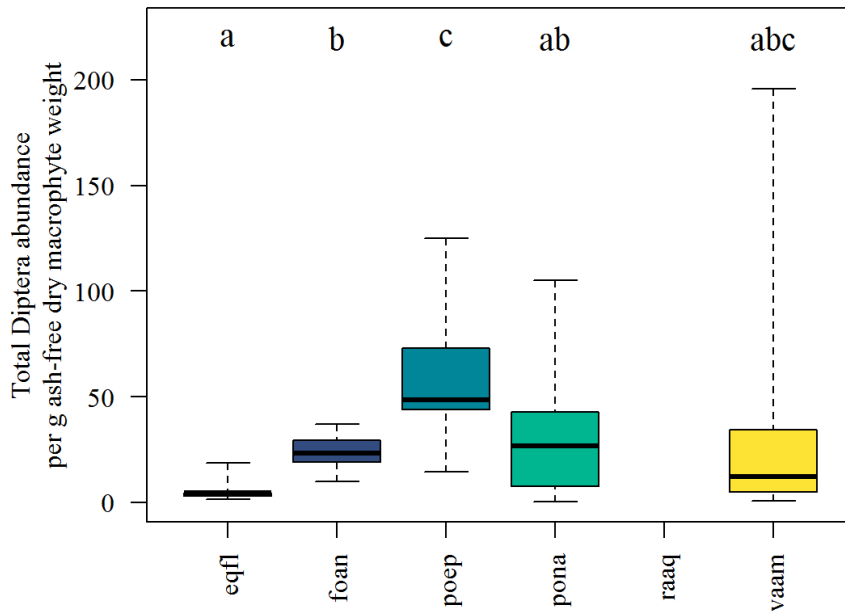 a b c ab abc
200
150
100
50
0
Total Diptera abundance
per g ash-free dry macrophyte weight
eqfl foan poep pona raaq vaam